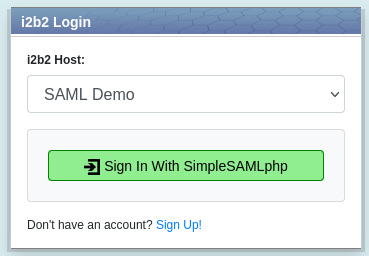 i2b2 Login
i2b2 Host:
SAML Demo
Sign In With SimpleSAMLphp
Don't have an account? Sign Up!